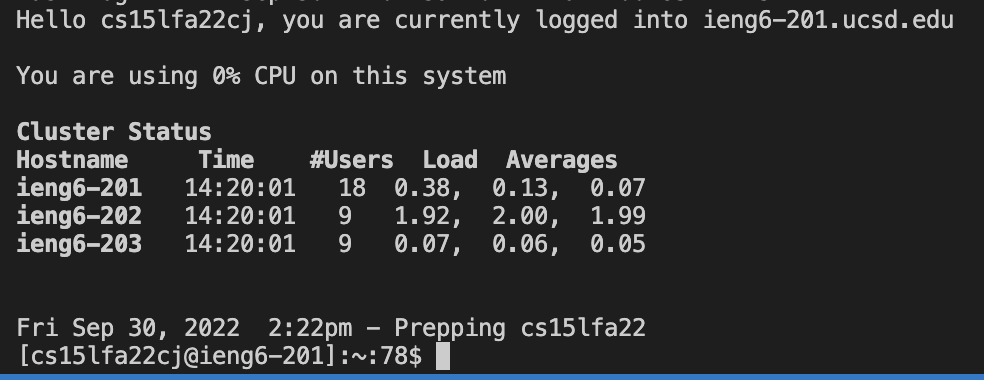 Hello cs15lfa22cj, you are currently logged into ieng6-201.ucsd.edu
You are using 0% CPU on this system
Cluster Status
Hostname     Time    #Users  Load  Averages
ieng6-201   14:20:01   18  0.38,  0.13,  0.07
ieng6-202   14:20:01   9   1.92,  2.00,  1.99
ieng6-203   14:20:01   9   0.07,  0.06,  0.05
Fri Sep 30, 2022  2:22pm - Prepping cs15lfa22
[cs15lfa22cj@ieng6-201]:~:78$